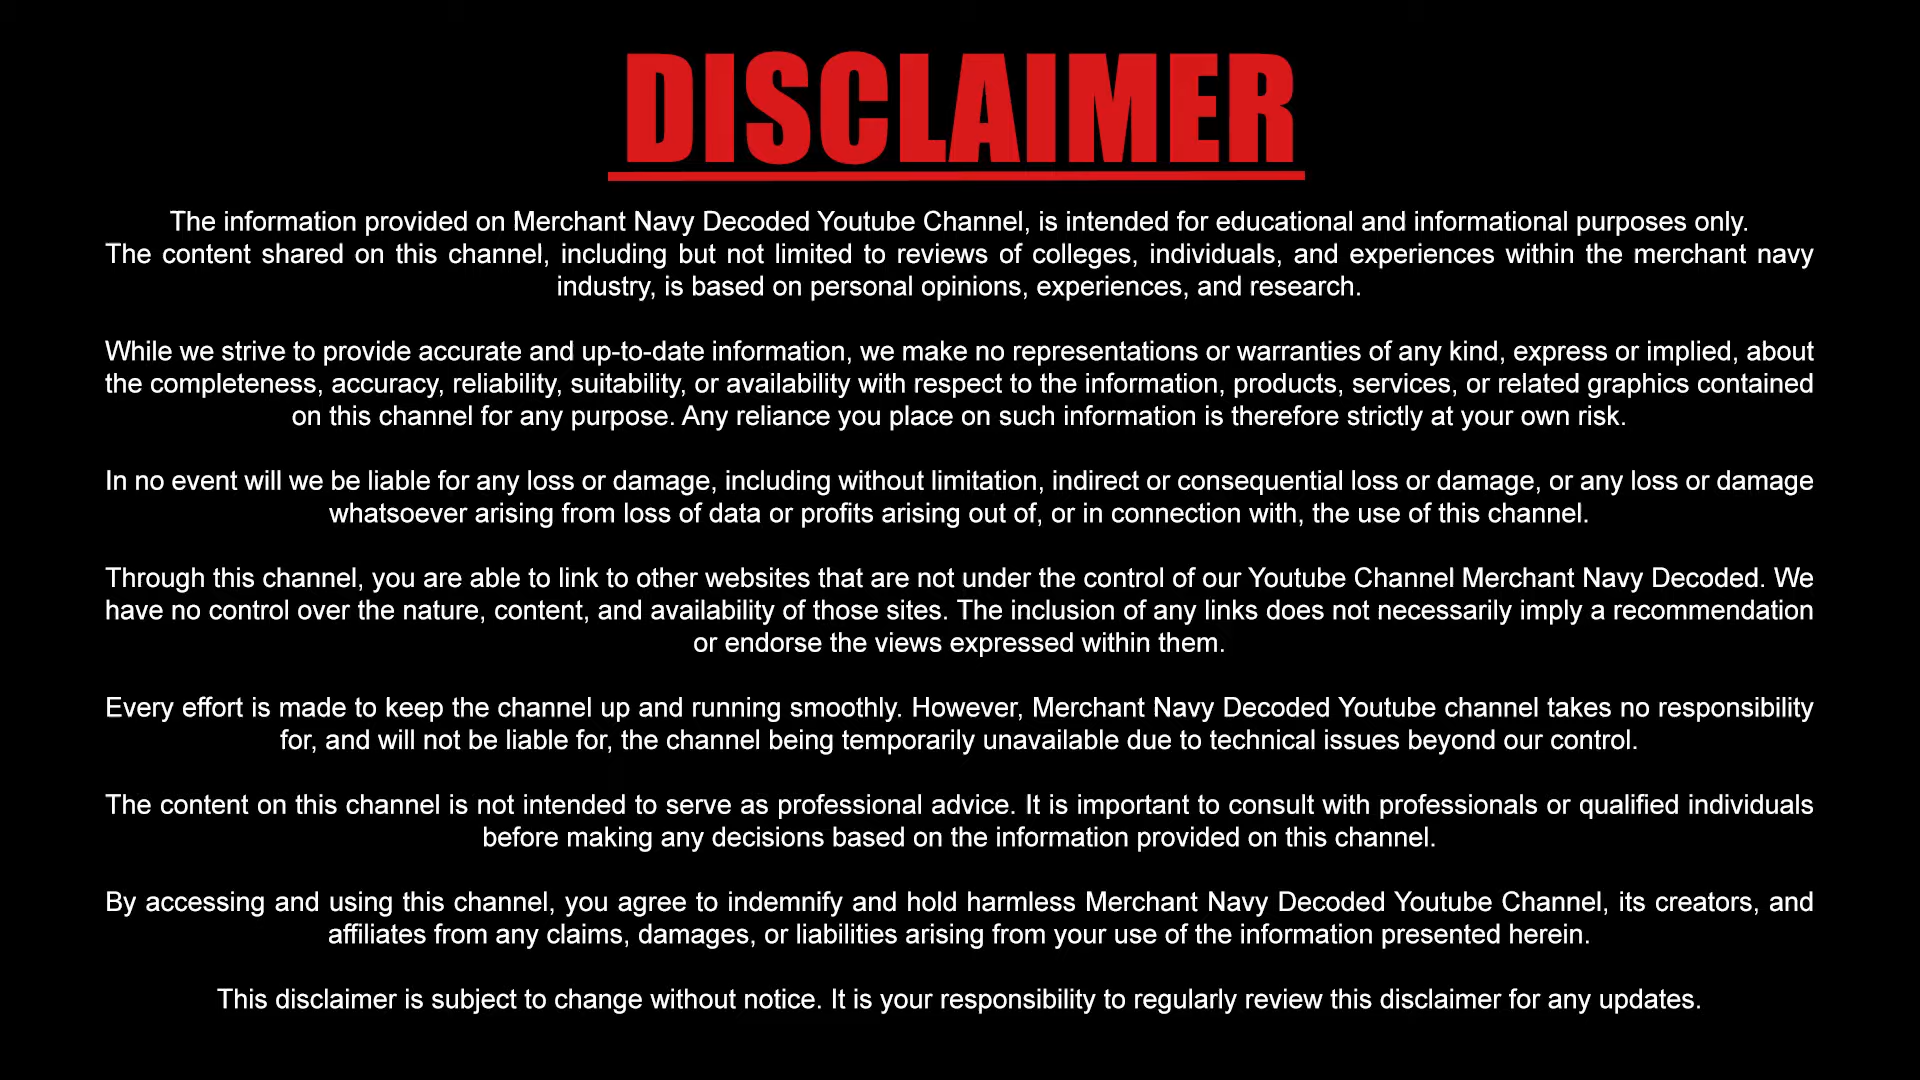 DISCLAIMER
The information provided on Merchant Navy Decoded Youtube Channel, is intended for educational and informational purposes only.
The content shared on this channel, including but not limited to reviews of colleges, individuals, and experiences within the merchant navy
industry, is based on personal opinions, experiences, and research.
While we strive to provide accurate and up-to-date information, we make no representations or warranties of any kind, express or implied, about
the completeness, accuracy, reliability, suitability, or availability with respect to the information, products, services, or related graphics contained
on this channel for any purpose. Any reliance you place on such information is therefore strictly at your own risk.
In no event will we be liable for any loss or damage, including without limitation, indirect or consequential loss or damage, or any loss or damage
whatsoever arising from loss of data or profits arising out of, or in connection with, the use of this channel.
Through this channel, you are able to link to other websites that are not under the control of our Youtube Channel Merchant Navy Decoded. We
have no control over the nature, content, and availability of those sites. The inclusion of any links does not necessarily imply a recommendation
or endorse the views expressed within them.
Every effort is made to keep the channel up and running smoothly. However, Merchant Navy Decoded Youtube channel takes no responsibility
for, and will not be liable for, the channel being temporarily unavailable due to technical issues beyond our control.
The content on this channel is not intended to serve as professional advice. It is important to consult with professionals or qualified individuals
before making any decisions based on the information provided on this channel.
By accessing and using this channel, you agree to indemnify and hold harmless Merchant Navy Decoded Youtube Channel, its creators, and
affiliates from any claims, damages, or liabilities arising from your use of the information presented herein.
This disclaimer is subject to change without notice. It is your responsibility to regularly review this disclaimer for any updates.